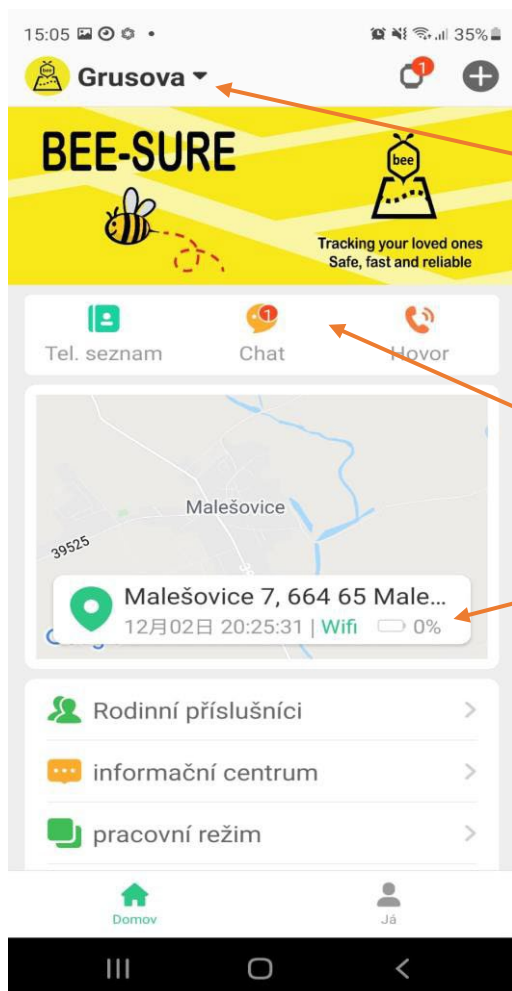 15:05 35%
Grusova 1
BEE-SURE
bee
bee
Tracking your loved ones
Safe, fast and reliable
1
Tel. seznam Chat Hovor
Malešovice
39525
Malešovice 7, 664 65 Male...
12月02日 20:25:31 | Wifi 0%
Rodinní příslušníci
informační centrum
pracovní režim
Domov Já